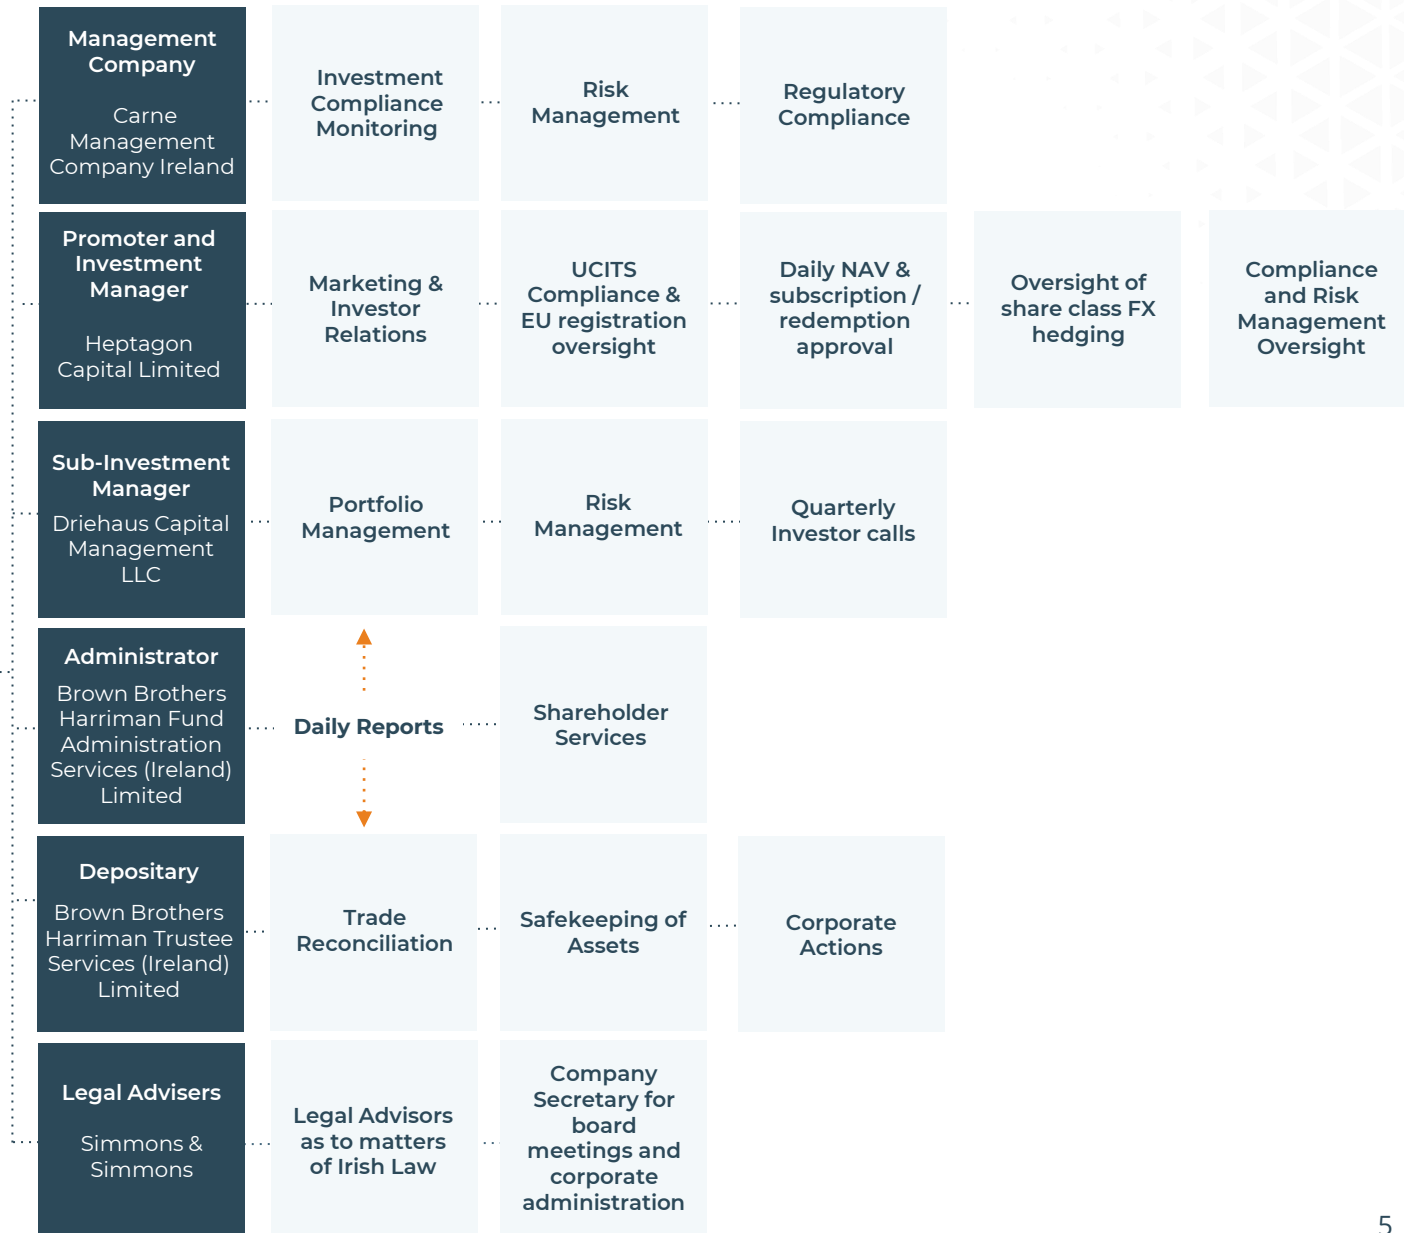 Management
Company
Carne
Management
Company Ireland
Investment
Compliance
Monitoring
Risk
Management
Regulatory
Compliance
Promoter and
Investment
Manager
Heptagon
Capital Limited
Marketing &
Investor
Relations
UCITS
Compliance &
EU registration
oversight
Daily NAV &
subscription /
redemption
approval
Oversight of
share class FX
hedging
Compliance
and Risk
Management
Oversight
Sub-Investment
Manager
Driehaus Capital
Management
LLC
Portfolio
Management
Risk
Management
Quarterly
Investor calls
Administrator
Brown Brothers
Harriman Fund
Administration
Services (Ireland)
Limited
Daily Reports
Shareholder
Services
Depositary
Brown Brothers
Harriman Trustee
Services (Ireland)
Limited
Trade
Reconciliation
Safekeeping of
Assets
Corporate
Actions
Legal Advisers
Simmons &
Simmons
Legal Advisors
as to matters
of Irish Law
Company
Secretary for
board
meetings and
corporate
administration
5